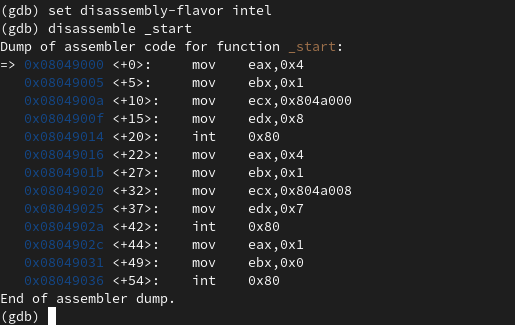 (gdb) set disassembly-flavor intel
(gdb) disassemble _start
Dump of assembler code for function _start:
=> 0x08049000 <+0>:     mov    eax,0x4
   0x08049005 <+5>:     mov    ebx,0x1
   0x0804900a <+10>:    mov    ecx,0x804a000
   0x0804900f <+15>:    mov    edx,0x8
   0x08049014 <+20>:    int    0x80
   0x08049016 <+22>:    mov    eax,0x4
   0x0804901b <+27>:    mov    ebx,0x1
   0x08049020 <+32>:    mov    ecx,0x804a008
   0x08049025 <+37>:    mov    edx,0x7
   0x0804902a <+42>:    int    0x80
   0x0804902c <+44>:    mov    eax,0x1
   0x08049031 <+49>:    mov    ebx,0x0
   0x08049036 <+54>:    int    0x80
End of assembler dump.
(gdb)